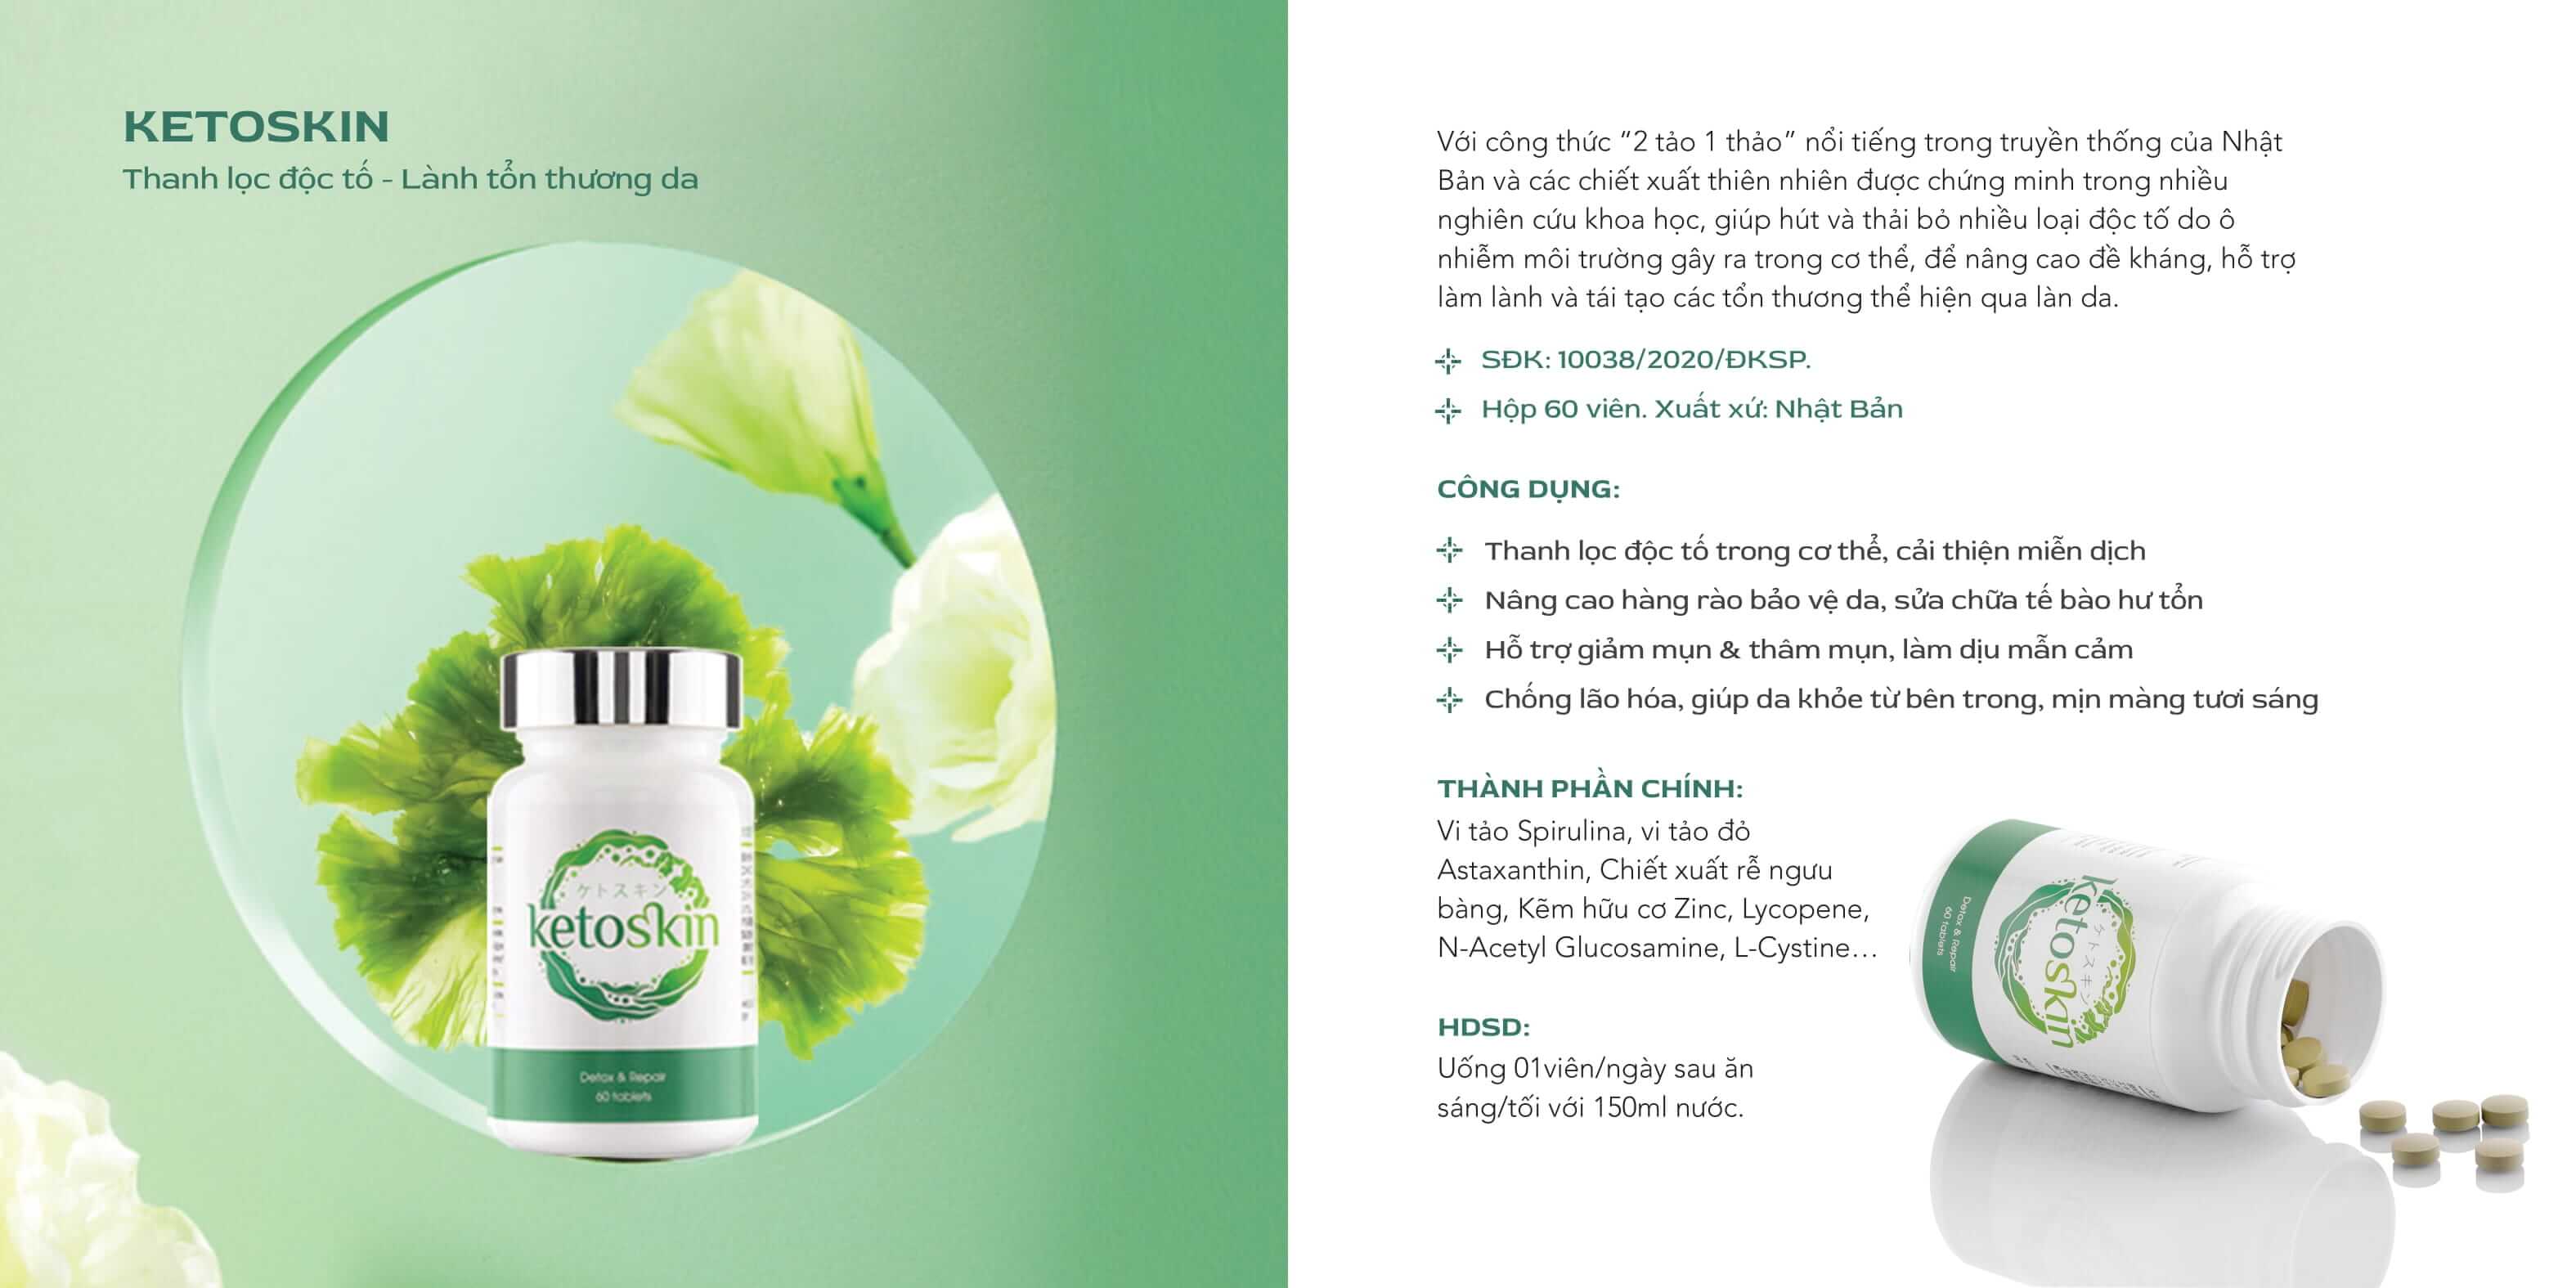 KETOSKIN
Thanh lọc độc tố - Lành tổn thương da
ケトスキン
ketoskin
Detox & Repair
60 tablets
Với công thức “2 tảo 1 thảo” nổi tiếng trong truyền thống của Nhật
Bản và các chiết xuất thiên nhiên được chứng minh trong nhiều
nghiên cứu khoa học, giúp hút và thải bỏ nhiều loại độc tố do ô
nhiễm môi trường gây ra trong cơ thể, để nâng cao đề kháng, hỗ trợ
làm lành và tái tạo các tổn thương thể hiện qua làn da.
SĐK: 10038/2020/ĐKSP.
Hộp 60 viên. Xuất xứ: Nhật Bản
CÔNG DỤNG:
Thanh lọc độc tố trong cơ thể, cải thiện miễn dịch
Nâng cao hàng rào bảo vệ da, sửa chữa tế bào hư tổn
Hỗ trợ giảm mụn & thâm mụn, làm dịu mẫn cảm
Chống lão hóa, giúp da khỏe từ bên trong, mịn màng tươi sáng
THÀNH PHẦN CHÍNH:
Vi tảo Spirulina, vi tảo đỏ
Astaxanthin, Chiết xuất rễ ngưu
bàng, Kẽm hữu cơ Zinc, Lycopene,
N-Acetyl Glucosamine, L-Cystine...
HDSD:
Uống 01viên/ngày sau ăn
sáng/tối với 150ml nước.
ケトスキン
ketoskin
Detox & Repair
60 tablets